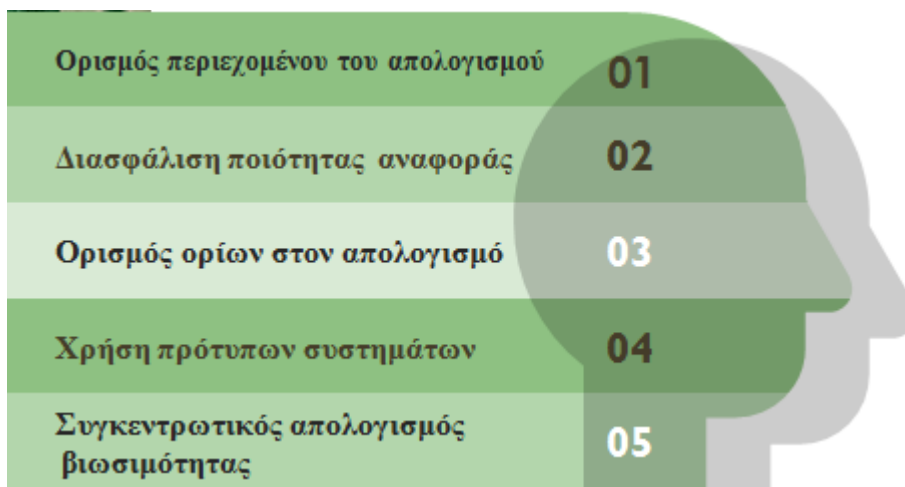 Ορισμός περιεχομένου του απολογισμού 01
Διασφάλιση ποιότητας αναφοράς 02
Ορισμός ορίων στον απολογισμό 03
Χρήση πρότυπων συστημάτων 04
Συγκεντρωτικός απολογισμός
βιωσιμότητας 05